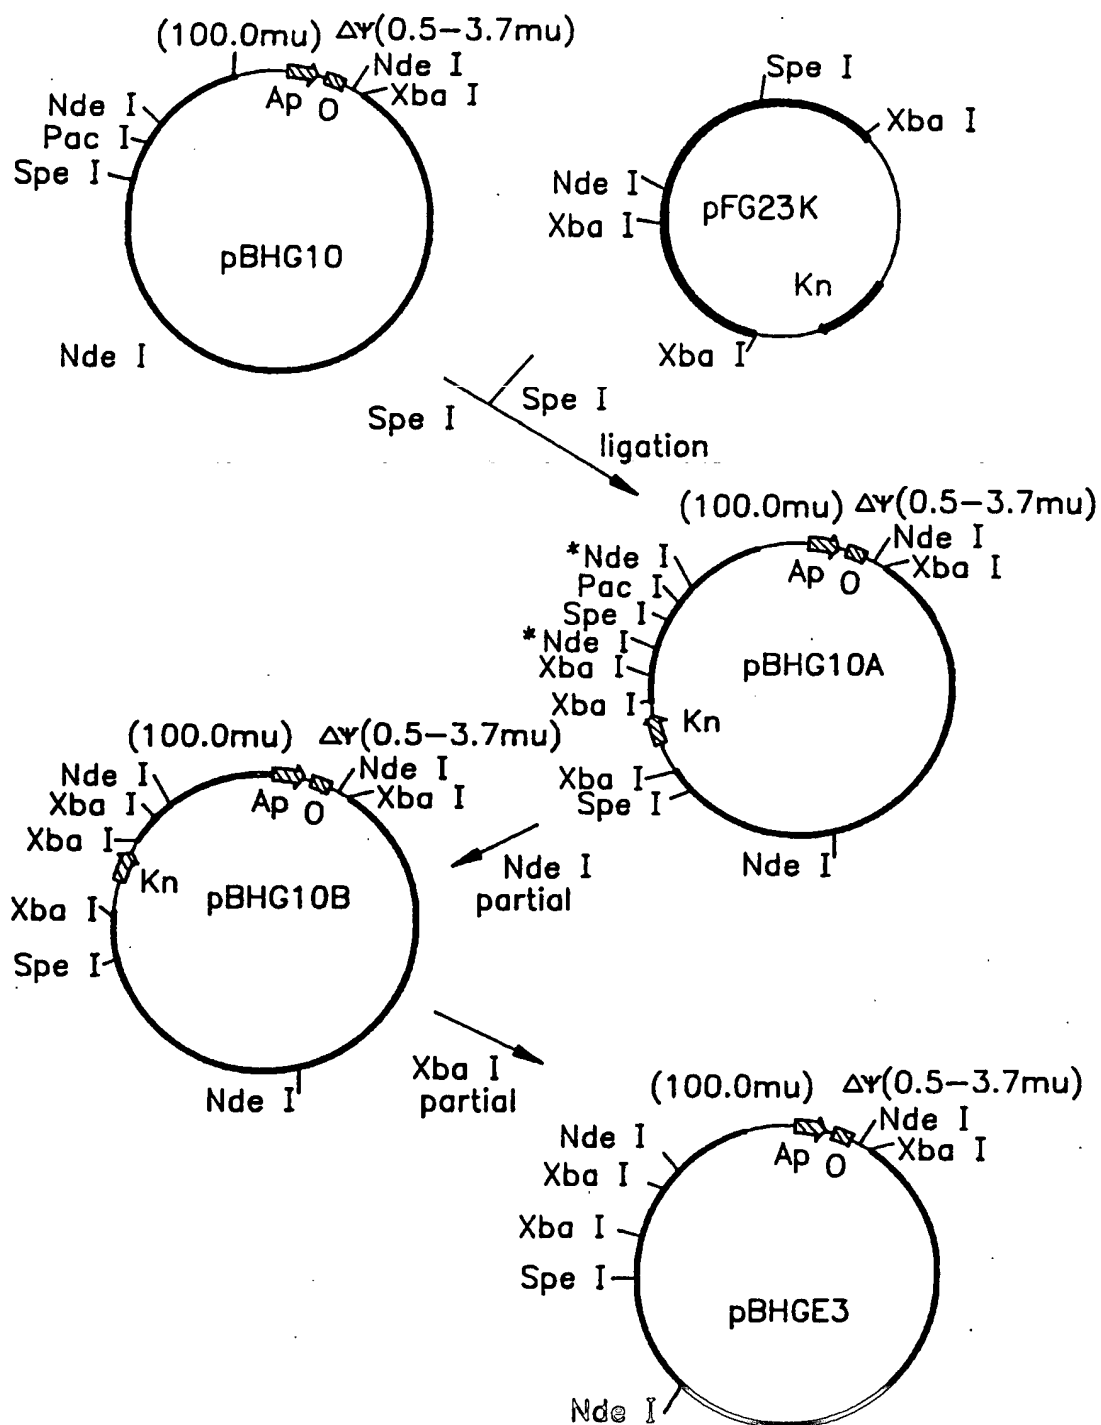 (100.0mu) ΔΨ(0.5-3.7mu)
Nde I
Xba I
Ap O
Nde I
Pac I
Spe I
pBHG10
Nde I
Spe I
Xba I
Nde I
Xba I
pFG23K
Kn
Xba I
Spe I
Spe I
ligation
(100.0mu) ΔΨ(0.5-3.7mu)
Nde I
Xba I
Ap O
*Nde I
Pac I
Spe I
*Nde I
Xba I
Xba I
Kn
pBHG10A
Xba I
Spe I
Nde I
Nde I
partial
(100.0mu) ΔΨ(0.5-3.7mu)
Nde I
Xba I
Ap O
Nde I
Xba I
Xba I
Kn
pBHG10B
Xba I
Spe I
Nde I
Xba I
partial
(100.0mu) ΔΨ(0.5-3.7mu)
Nde I
Xba I
Ap O
Nde I
Xba I
Xba I
Spe I
pBHGE3
Nde I